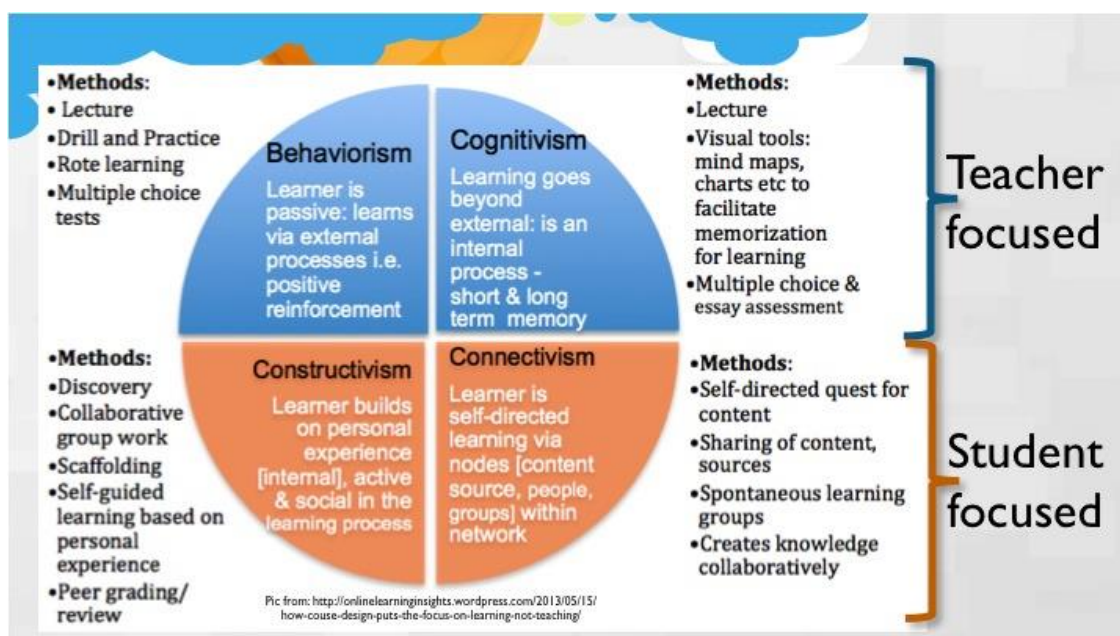 •Methods:
• Lecture
•Drill and Practice
•Rote learning
•Multiple choice
tests
Behaviorism
Learner is
passive: learns
via external
processes i.e.
positive
reinforcement
Cognitivism
Learning goes
beyond
external: is an
internal
process -
short & long
term memory
•Methods:
•Lecture
•Visual tools:
mind maps,
charts etc to
facilitate
memorization
for learning
•Multiple choice &
essay assessment
Teacher
focused
•Methods:
•Discovery
•Collaborative
group work
•Scaffolding
•Self-guided
learning based on
personal
experience
•Peer grading/
review
Constructivism
Learner builds
on personal
experience
[internal], active
& social in the
learning process
Connectivism
Learner is
self-directed
learning via
nodes [content
source, people,
groups] within
network
•Methods:
•Self-directed quest for
content
•Sharing of content,
sources
•Spontaneous learning
groups
•Creates knowledge
collaboratively
Student
focused
Pic from: http://onlinelearninginsights.wordpress.com/2013/05/15/
how-couse-design-puts-the-focus-on-learning-not-teaching/